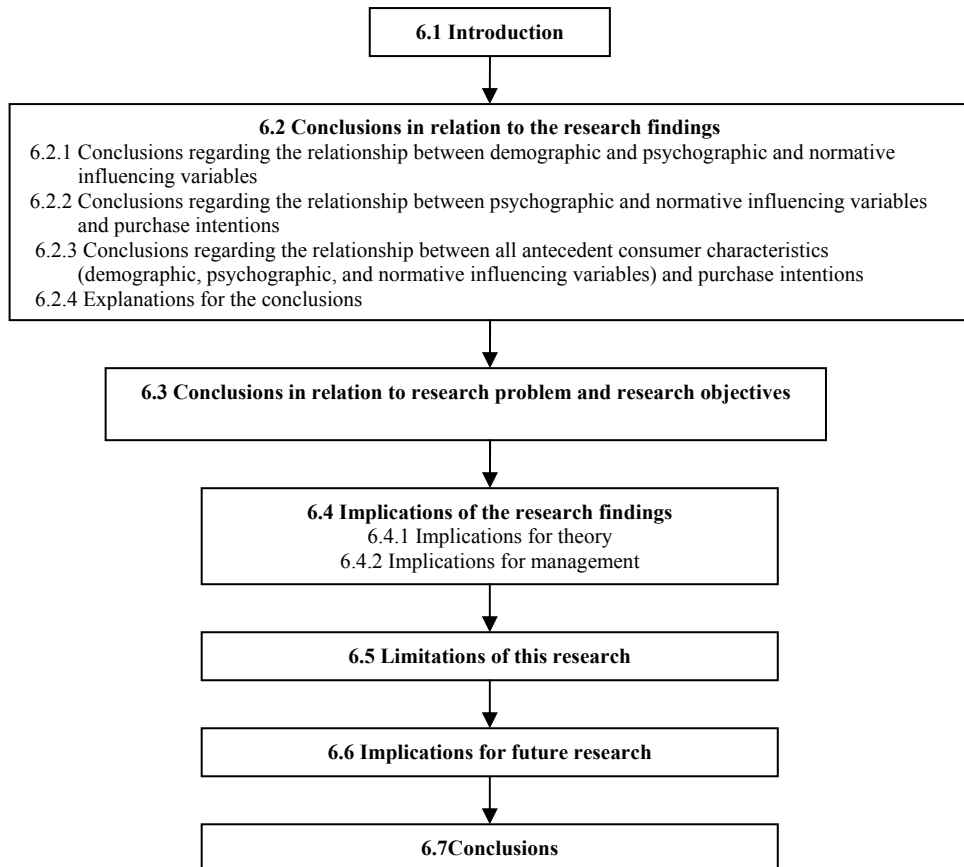 6.1 Introduction
6.2 Conclusions in relation to the research findings
6.2.1 Conclusions regarding the relationship between demographic and psychographic and normative
influencing variables
6.2.2 Conclusions regarding the relationship between psychographic and normative influencing variables
and purchase intentions
6.2.3 Conclusions regarding the relationship between all antecedent consumer characteristics
(demographic, psychographic, and normative influencing variables) and purchase intentions
6.2.4 Explanations for the conclusions
6.3 Conclusions in relation to research problem and research objectives
6.4 Implications of the research findings
6.4.1 Implications for theory
6.4.2 Implications for management
6.5 Limitations of this research
6.6 Implications for future research
6.7Conclusions